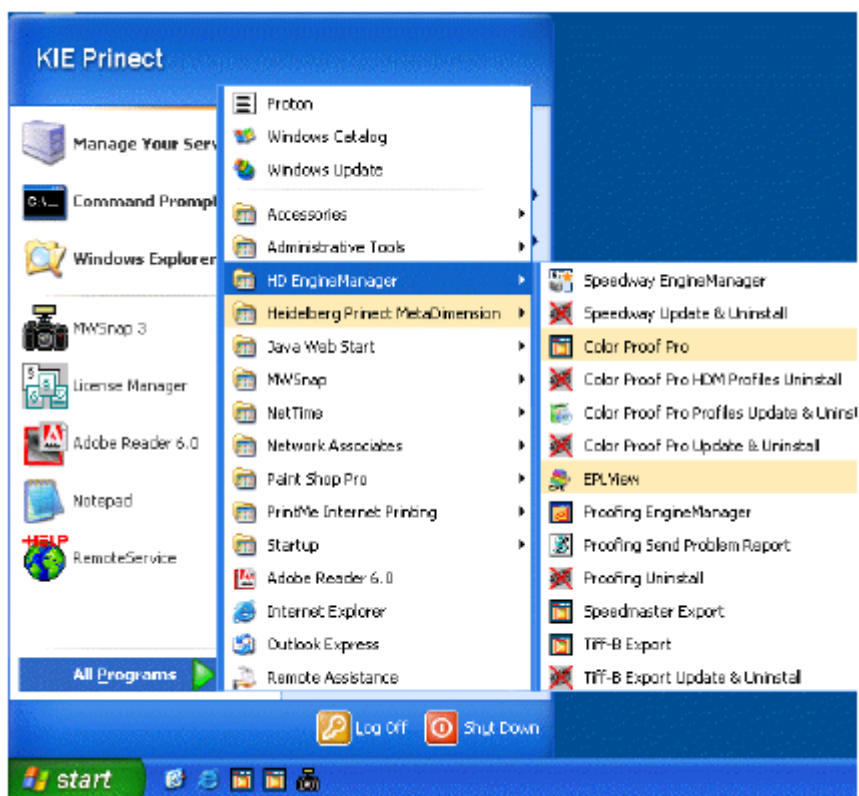 KIE Prinect
Manage Your Serv
Command Prompt
Windows Explorer
MWSnap 3
License Manager
Adobe Reader 6.0
Notepad
HELP
RemoteService
All Programs
Proton
Windows Catalog
Windows Update
Accessories
Administrative Tools
HD EngineManager
Heidelberg Prinect MetaDimension
Java Web Start
MWSnap
NetTime
Network Associates
Paint Shop Pro
PrintMe Internet Printing
Startup
Adobe Reader 6.0
Internet Explorer
Outlook Express
Remote Assistance
Speedway EngineManager
Speedway Update & Uninstall
Color Proof Pro
Color Proof Pro HDM Profiles Uninstall
Color Proof Pro Profiles Update & Uninst
Color Proof Pro Update & Uninstall
EPLView
Proofing EngineManager
Proofing Send Problem Report
Proofing Uninstall
Speedmaster Export
Tiff-B Export
Tiff-B Export Update & Uninstall
Log Off
Shut Down
start